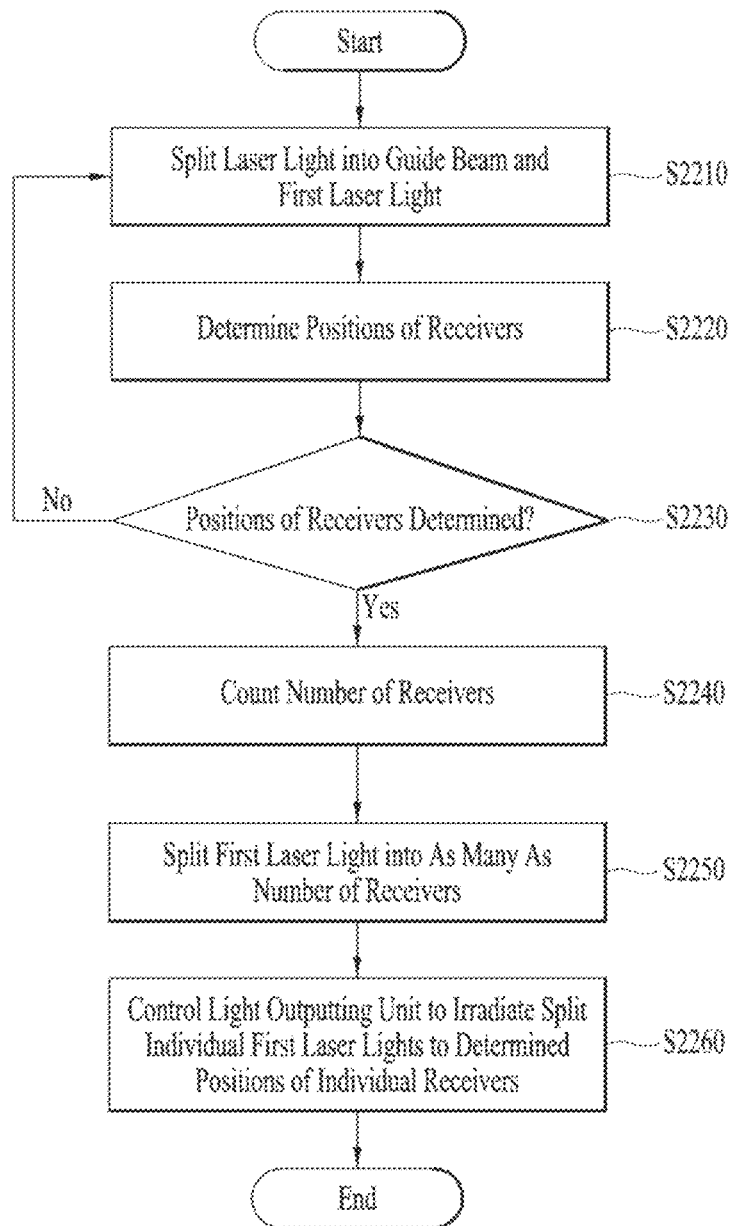 Start
Split Laser Light into Guide Beam and
First Laser Light
S2210
Determine Positions of Receivers
S2220
Positions of Receivers Determined?
S2230
No
Yes
Count Number of Receivers
S2240
Split First Laser Light into As Many As
Number of Receivers
S2250
Control Light Outputting Unit to Irradiate Split
Individual First Laser Lights to Determined
Positions of Individual Receivers
S2260
End